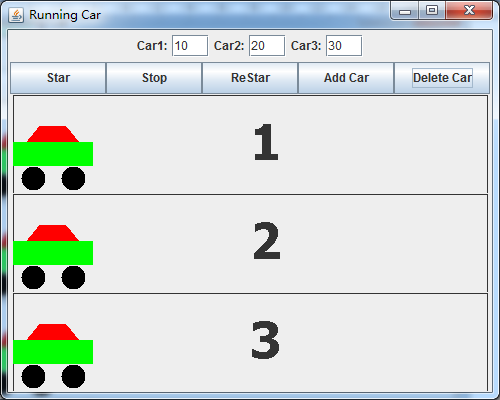 Running Car
Car1: 10 Car2: 20 Car3: 30
Star Stop ReStar Add Car Delete Car
1
2
3